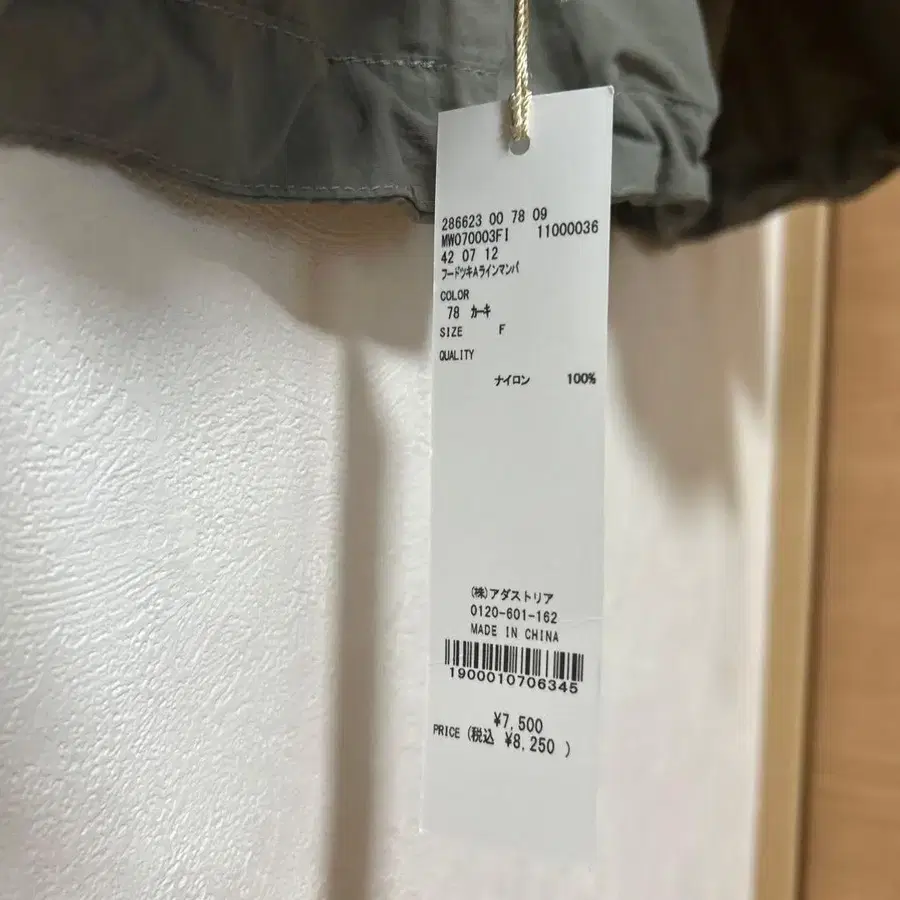 286623 00 78 09
MW070003FI 11000036
42 07 12
フードツキAラインマンパ
COLOR
78 カーキ
SIZE F
QUALITY
ナイロン 100%
(株)アダストリア
0120-601-162
MADE IN CHINA
1900010706345
¥7,500
PRICE (税込 ¥8,250 )